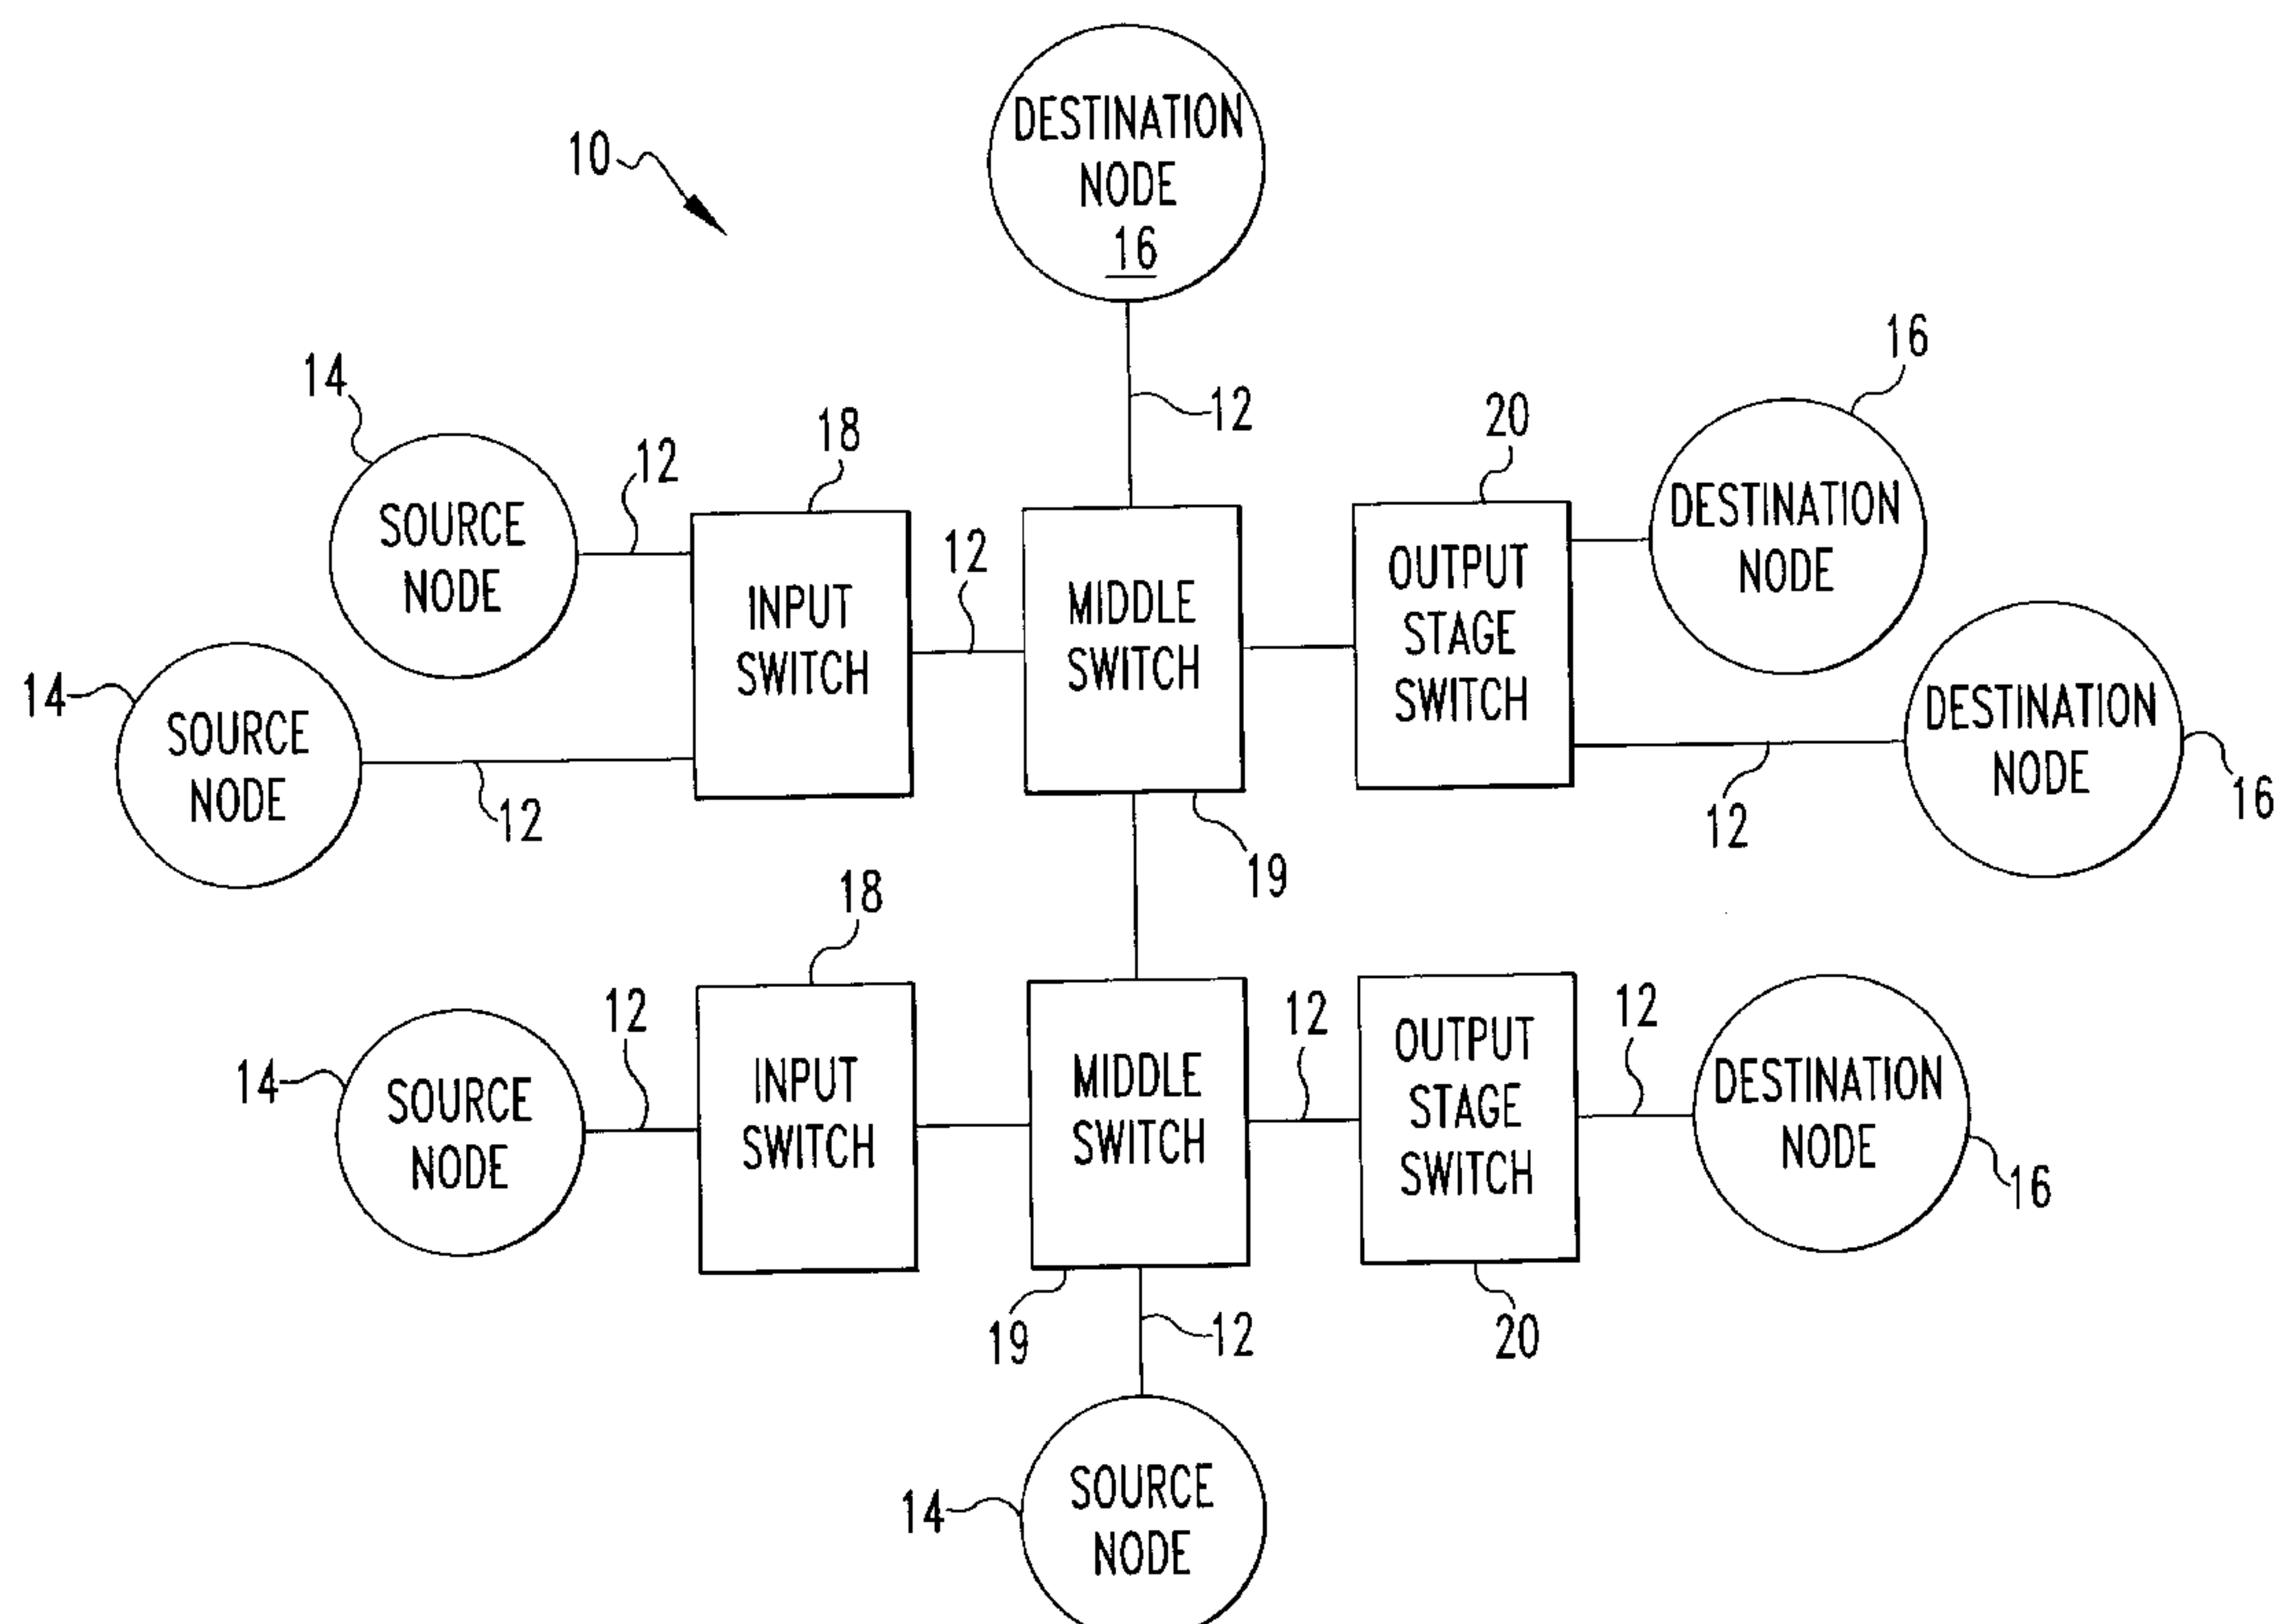 10
DESTINATION
NODE
16
12
14
SOURCE
NODE
12
18
INPUT
SWITCH
12
MIDDLE
SWITCH
19
20
OUTPUT
STAGE
SWITCH
16
DESTINATION
NODE
14
SOURCE
NODE
12
12
DESTINATION
NODE
16
14
SOURCE
NODE
12
18
INPUT
SWITCH
MIDDLE
SWITCH
19
12
OUTPUT
STAGE
SWITCH
20
12
DESTINATION
NODE
16
12
14
SOURCE
NODE